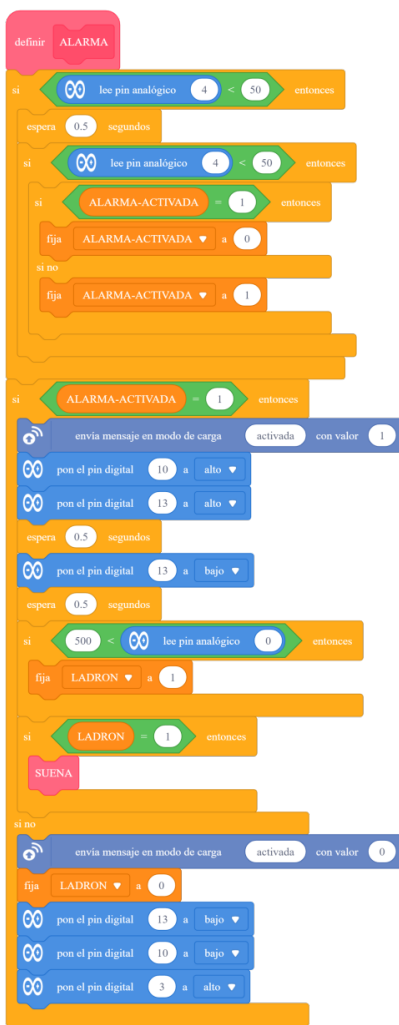 definir ALARMA
si lee pin analógico 4 < 50 entonces
espera 0.5 segundos
si lee pin analógico 4 < 50 entonces
si ALARMA-ACTIVADA = 1 entonces
fija ALARMA-ACTIVADA a 0
si no
fija ALARMA-ACTIVADA a 1
si ALARMA-ACTIVADA = 1 entonces
envía mensaje en modo de carga activada con valor 1
pon el pin digital 10 a alto
pon el pin digital 13 a alto
espera 0.5 segundos
pon el pin digital 13 a bajo
espera 0.5 segundos
si 500 < lee pin analógico 0 entonces
fija LADRON a 1
si LADRON = 1 entonces
SUENA
si no
envía mensaje en modo de carga activada con valor 0
fija LADRON a 0
pon el pin digital 13 a bajo
pon el pin digital 10 a bajo
pon el pin digital 3 a alto